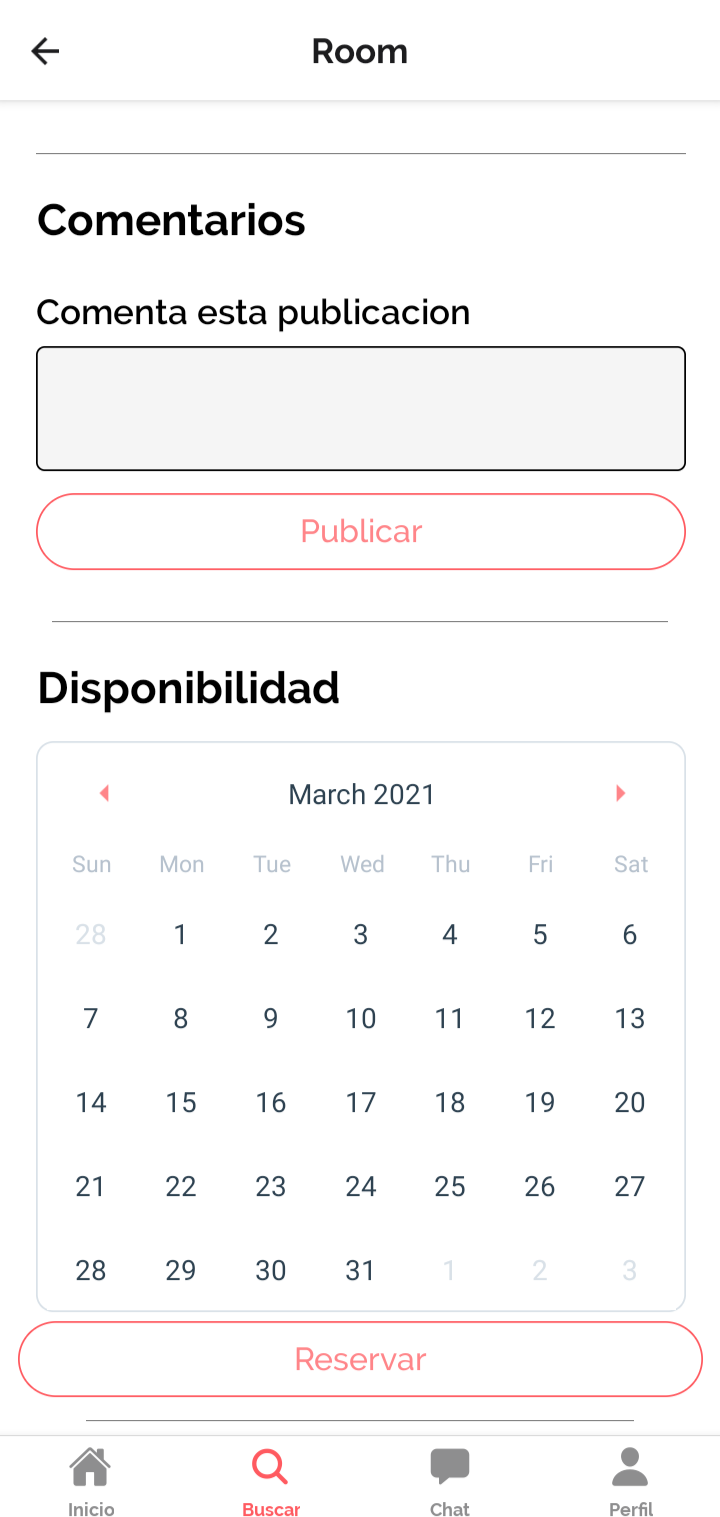 Room
Comentarios
Comenta esta publicacion
Publicar
Disponibilidad
March 2021
Sun Mon Tue Wed Thu Fri Sat
28 1 2 3 4 5 6
7 8 9 10 11 12 13
14 15 16 17 18 19 20
21 22 23 24 25 26 27
28 29 30 31 1 2 3
Reservar
Inicio Buscar Chat Perfil